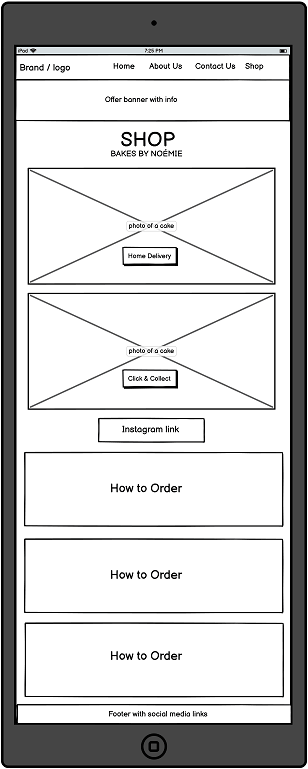 iPad
7:25 PM
Brand / logo
Home
About Us
Contact Us
Shop
Offer banner with info
SHOP
BAKES BY NOÉMIE
photo of a cake
Home Delivery
photo of a cake
Click & Collect
Instagram link
How to Order
How to Order
How to Order
Footer with social media links